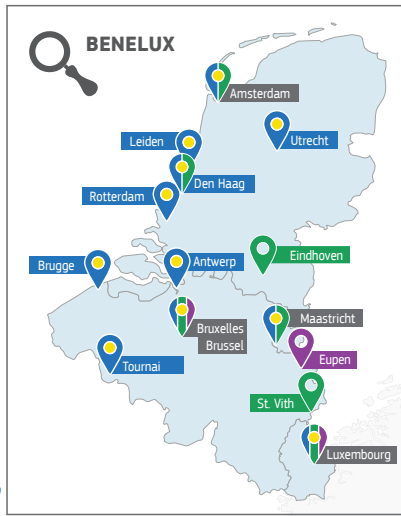 BENELUX
Amsterdam
Leiden
Utrecht
Den Haag
Rotterdam
Eindhoven
Brugge
Antwerp
Bruxelles
Brussel
Maastricht
Tournai
Eupen
St. Vith
Luxembourg